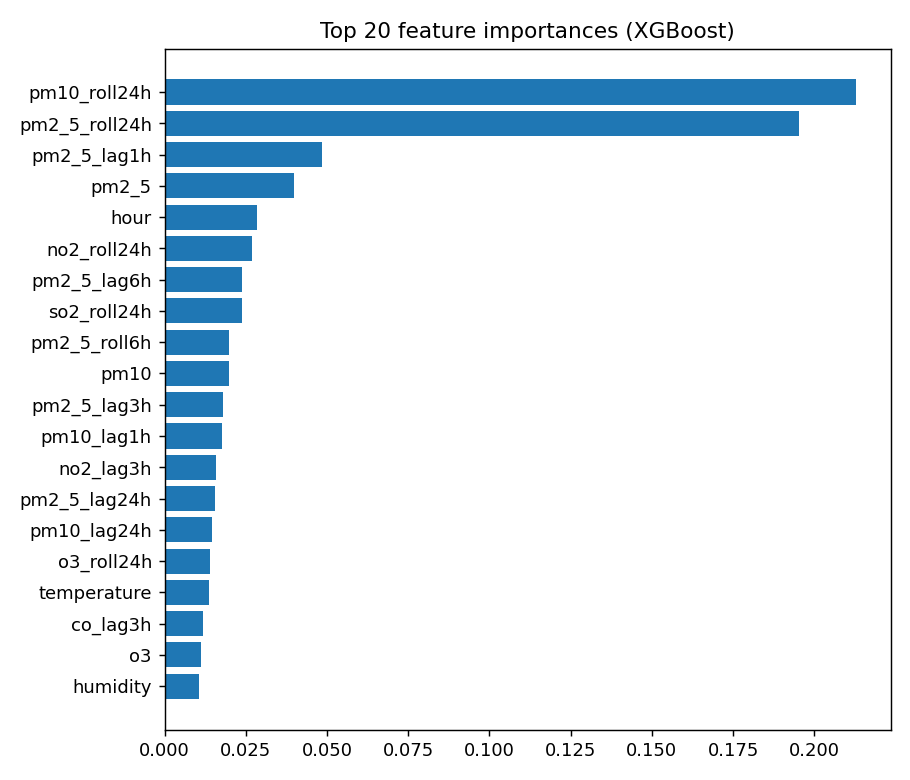 Top 20 feature importances (XGBoost)
pm10_roll24h
pm2_5_roll24h
pm2_5_lag1h
pm2_5
hour
no2_roll24h
pm2_5_lag6h
so2_roll24h
pm2_5_roll6h
pm10
pm2_5_lag3h
pm10_lag1h
no2_lag3h
pm2_5_lag24h
pm10_lag24h
o3_roll24h
temperature
co_lag3h
o3
humidity
0.000 0.025 0.050 0.075 0.100 0.125 0.150 0.175 0.200